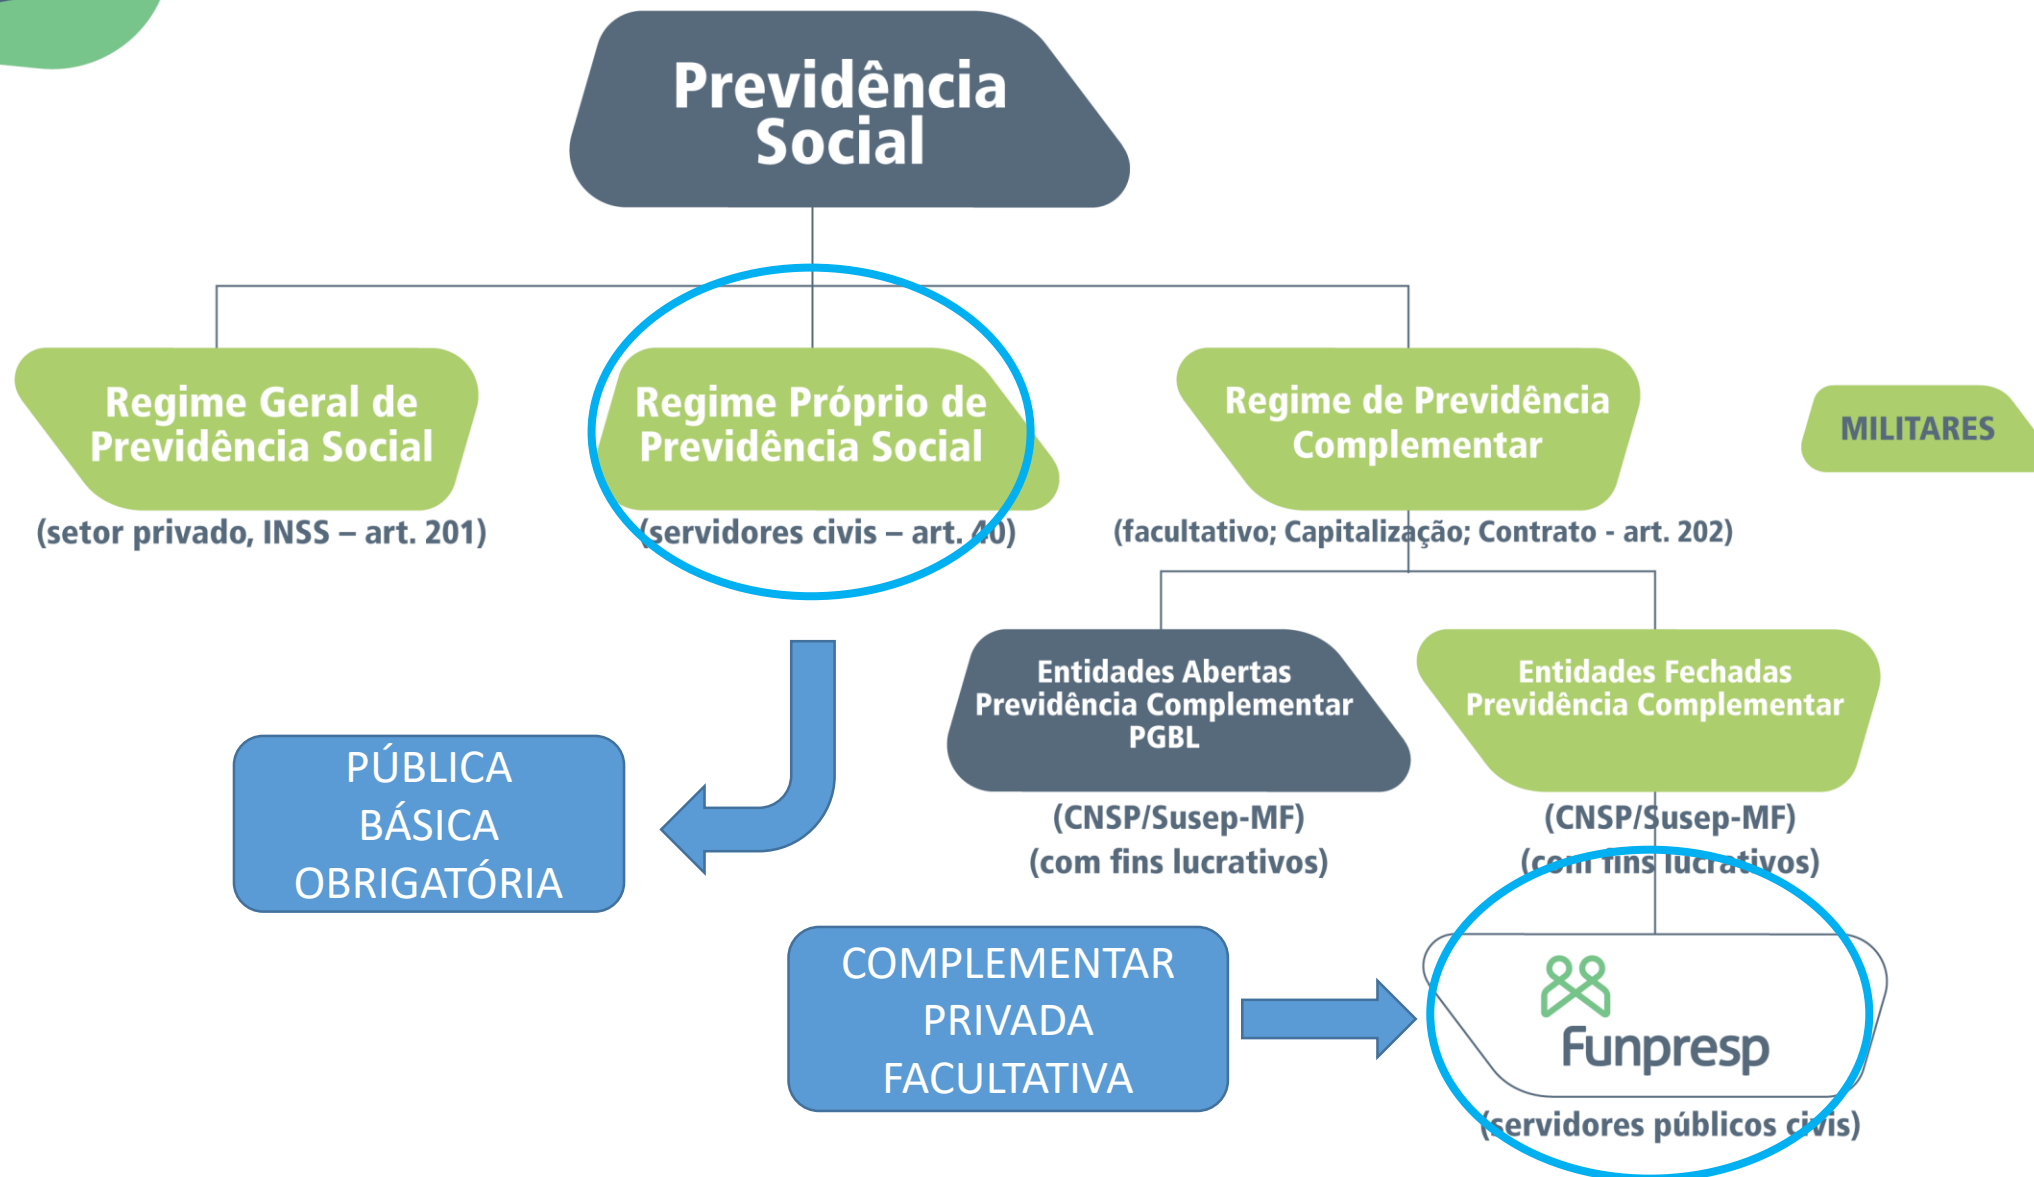 Previdência
Social
Regime Geral de
Previdência Social
(setor privado, INSS – art. 201)
Regime Próprio de
Previdência Social
(servidores civis – art. 40)
Regime de Previdência
Complementar
(facultativo; Capitalização; Contrato - art. 202)
MILITARES
Entidades Abertas
Previdência Complementar
PGBL
(CNSP/Susep-MF)
(com fins lucrativos)
Entidades Fechadas
Previdência Complementar
(CNSP/Susep-MF)
(com fins lucrativos)
PÚBLICA
BÁSICA
OBRIGATÓRIA
COMPLEMENTAR
PRIVADA
FACULTATIVA
Funpresp
(servidores públicos civis)